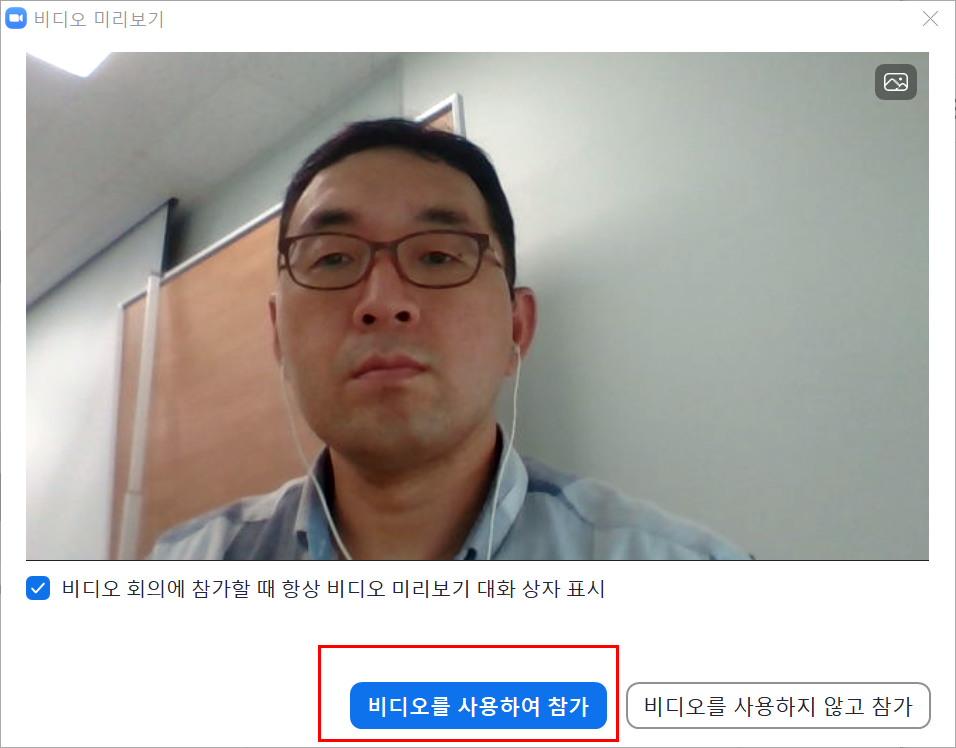 비디오 미리보기
비디오 회의에 참가할 때 항상 비디오 미리보기 대화 상자 표시
비디오를 사용하여 참가
비디오를 사용하지 않고 참가